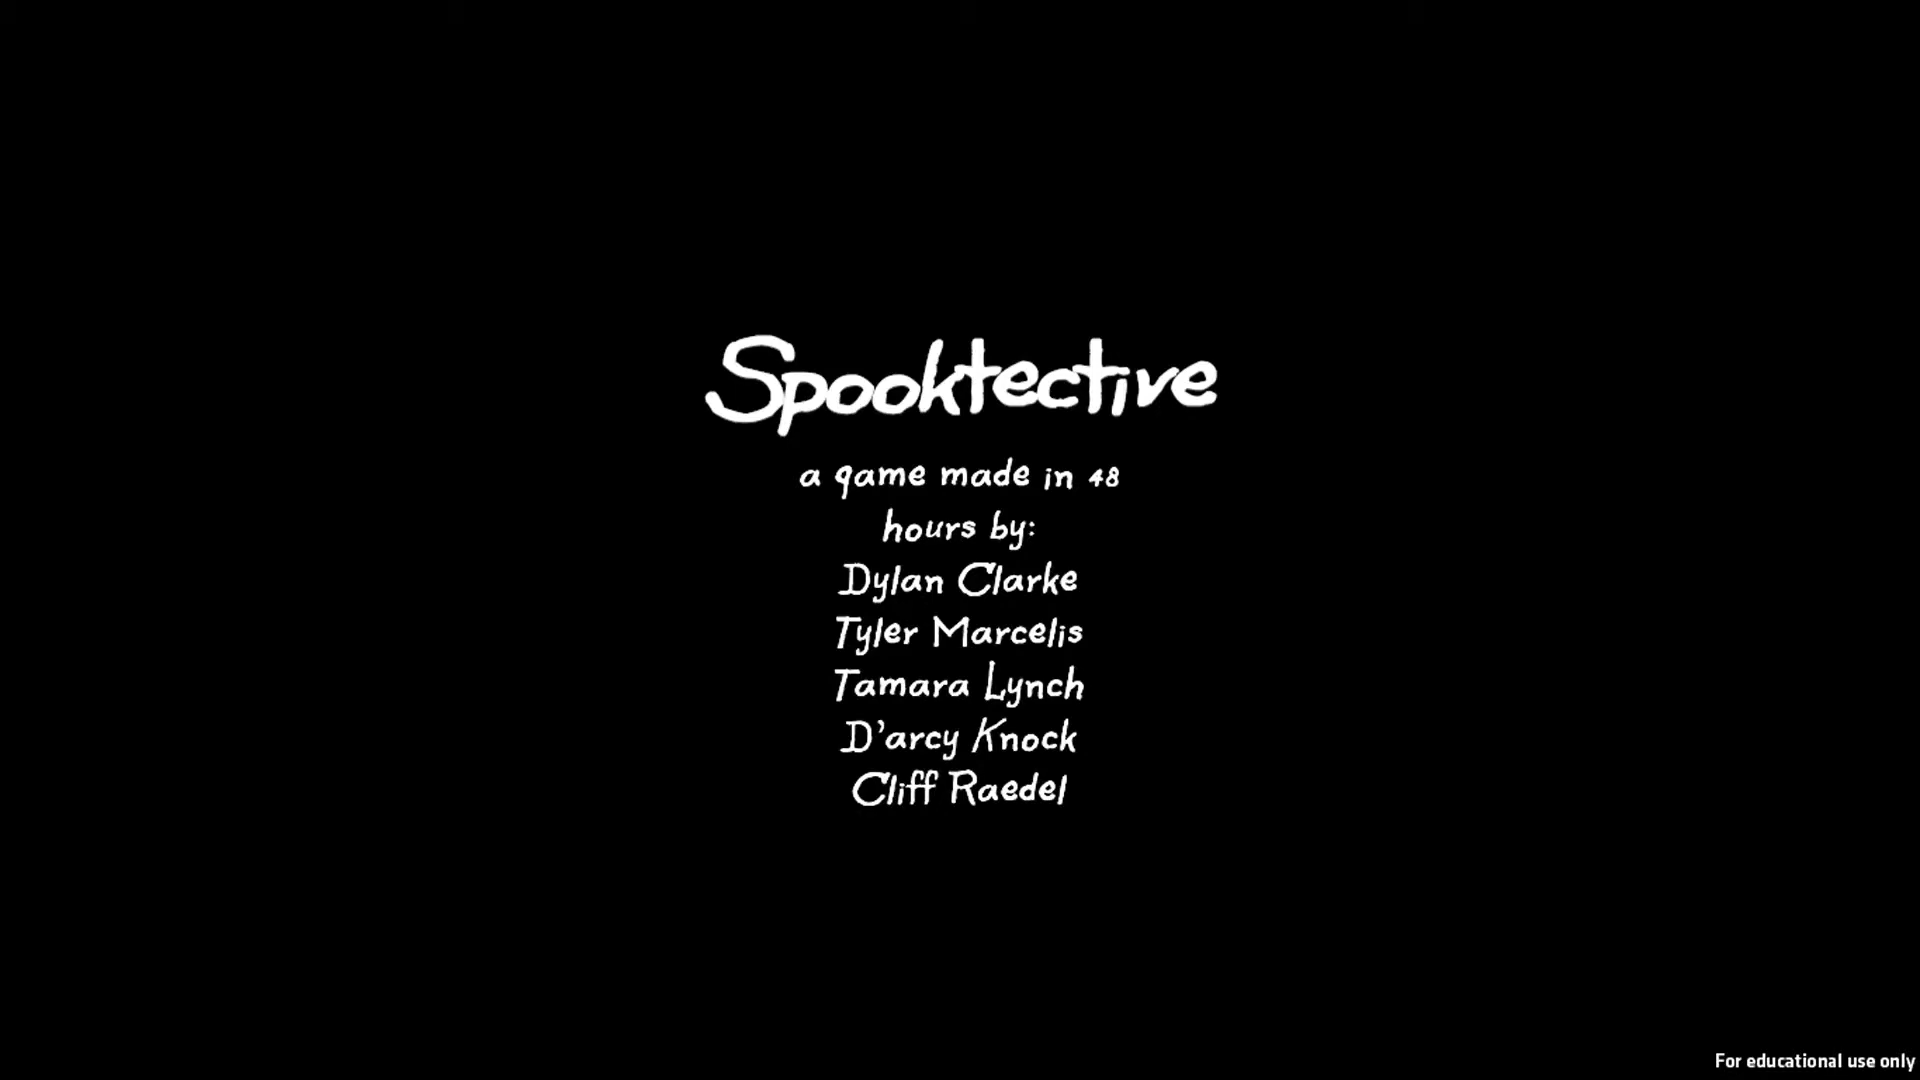 Spooktective
a game made in 48
hours by:
Dylan Clarke
Tyler Marcelis
Tamara Lynch
D'arcy Knock
Cliff Raedel
For educational use only